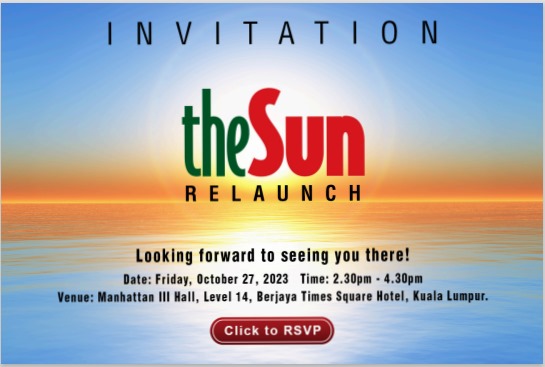 INVITATION
theSun
RELAUNCH
Looking forward to seeing you there!
Date: Friday, October 27, 2023 Time: 2.30pm - 4.30pm
Venue: Manhattan III Hall, Level 14, Berjaya Times Square Hotel, Kuala Lumpur.
Click to RSVP